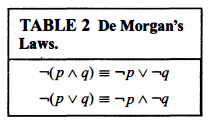 TABLE 2 De Morgan's
Laws.
¬(p ∧ q) ≡ ¬p ∨ ¬q
¬(p ∨ q) ≡ ¬p ∧ ¬q